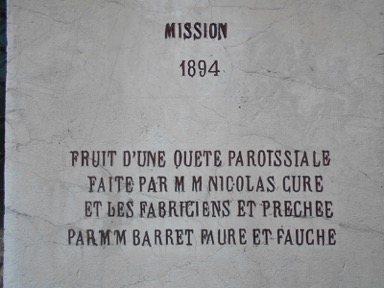 MISSION
1894
FRUIT D'UNE QUETE PAROISSIALE
FAITE PAR M M NICOLAS CURE
ET LES FABRICIENS ET PRECHEE
PAR M M BARRET FAURE ET FAUCHE